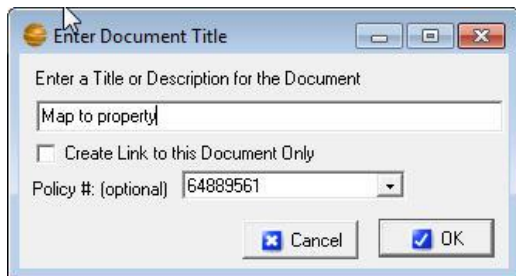 Enter Document Title
Enter a Title or Description for the Document
Map to property
Create Link to this Document Only
Policy #: (optional) 64889561
Cancel OK